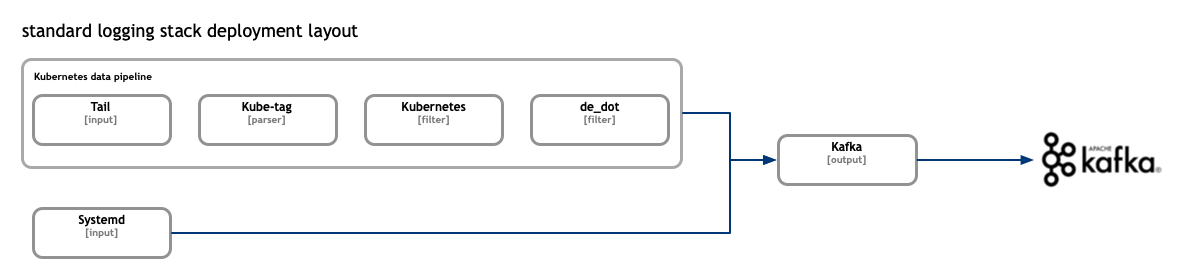 standard logging stack deployment layout
Kubernetes data pipeline
Tail
[input]
Kube-tag
[parser]
Kubernetes
[filter]
de_dot
[filter]
Kafka
[output]
APACHE
kafka®
Systemd
[input]